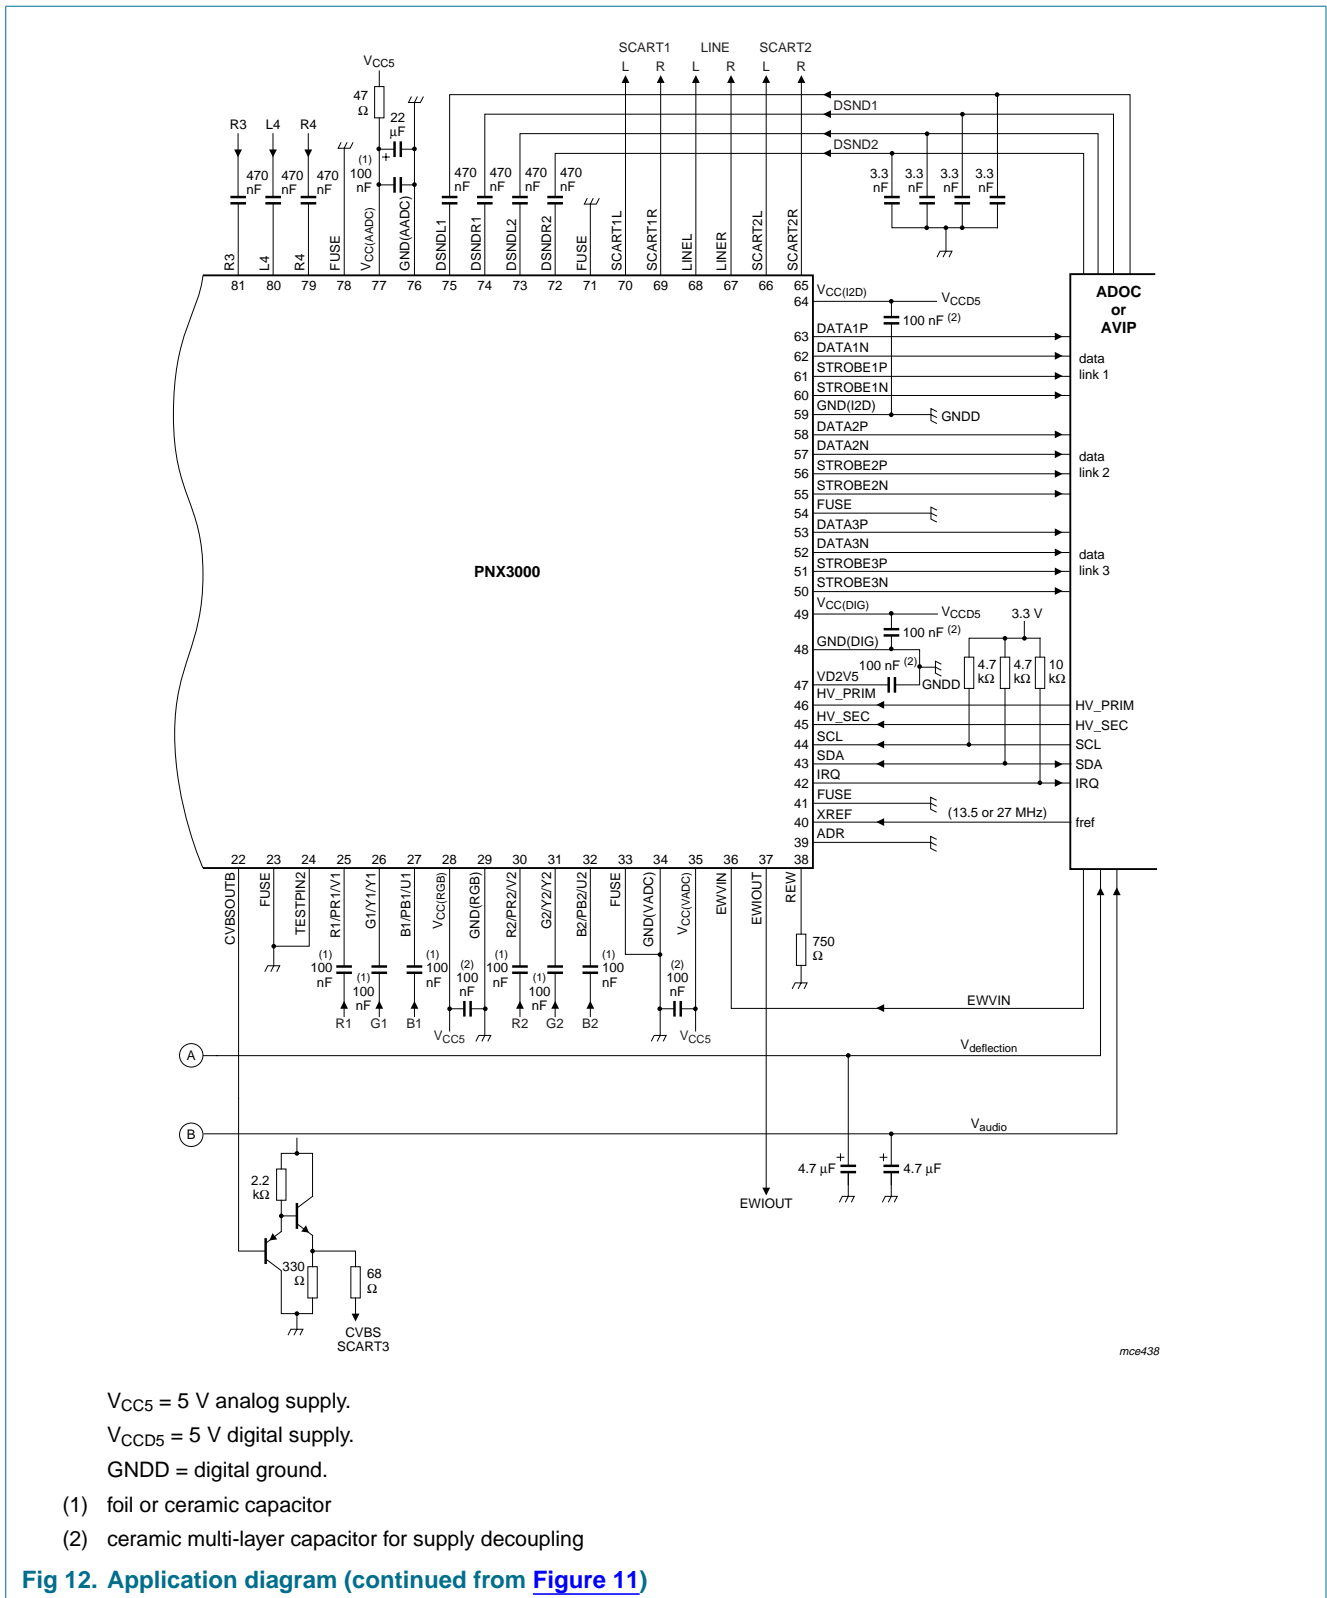 SCART1 LINE SCART2
L R L R L R
VCC5
47 Ω
22 μF
DSND1
DSND2
R3 L4 R4
(1)
100 nF
470 nF 470 nF 470 nF
470 nF 470 nF 470 nF 470 nF
3.3 nF 3.3 nF 3.3 nF 3.3 nF
R3 L4 R4 FUSE VCC(AADC) GND(AADC) DSNDL1 DSNDR1 DSNDL2 DSNDR2 FUSE SCART1L SCART1R LINEL LINER SCART2L SCART2R
81 80 79 78 77 76 75 74 73 72 71 70 69 68 67 66 65
ADOC
or
AVIP
64 VCC(I2D) VCCD5
100 nF (2)
63 DATA1P
62 DATA1N data
61 STROBE1P link 1
60 STROBE1N
59 GND(I2D) GNDD
58 DATA2P
57 DATA2N data
56 STROBE2P link 2
55 STROBE2N
54 FUSE
53 DATA3P
52 DATA3N data
51 STROBE3P link 3
50 STROBE3N
PNX3000
49 VCC(DIG) VCCD5 3.3 V
100 nF (2)
48 GND(DIG)
100 nF (2) 4.7 kΩ 4.7 kΩ 10 kΩ
47 VD2V5 GNDD
46 HV_PRIM HV_PRIM
45 HV_SEC HV_SEC
44 SCL SCL
43 SDA SDA
42 IRQ IRQ
41 FUSE
40 XREF (13.5 or 27 MHz) fref
39 ADR
22 23 24 25 26 27 28 29 30 31 32 33 34 35 36 37 38
CVBSOUTB FUSE TESTPIN2 R1/PR1/V1 G1/Y1/Y1 B1/PB1/U1 VCC(RGB) GND(RGB) R2/PR2/V2 G2/Y2/Y2 B2/PB2/U2 FUSE GND(VADC) VCC(VADC) EWVIN EWIOUT REW
(1) 100 nF (1) 100 nF (1) 100 nF (2) 100 nF (1) 100 nF (1) 100 nF (1) 100 nF (2) 100 nF
750 Ω
R1 G1 B1 VCC5 R2 G2 B2 VCC5
EWVIN
A Vdeflection
B Vaudio
+ 4.7 μF + 4.7 μF
EWIOUT
2.2 kΩ
330 Ω
68 Ω
CVBS
SCART3
mce438
VCC5 = 5 V analog supply.
VCCD5 = 5 V digital supply.
GNDD = digital ground.
(1) foil or ceramic capacitor
(2) ceramic multi-layer capacitor for supply decoupling
Fig 12. Application diagram (continued from Figure 11)